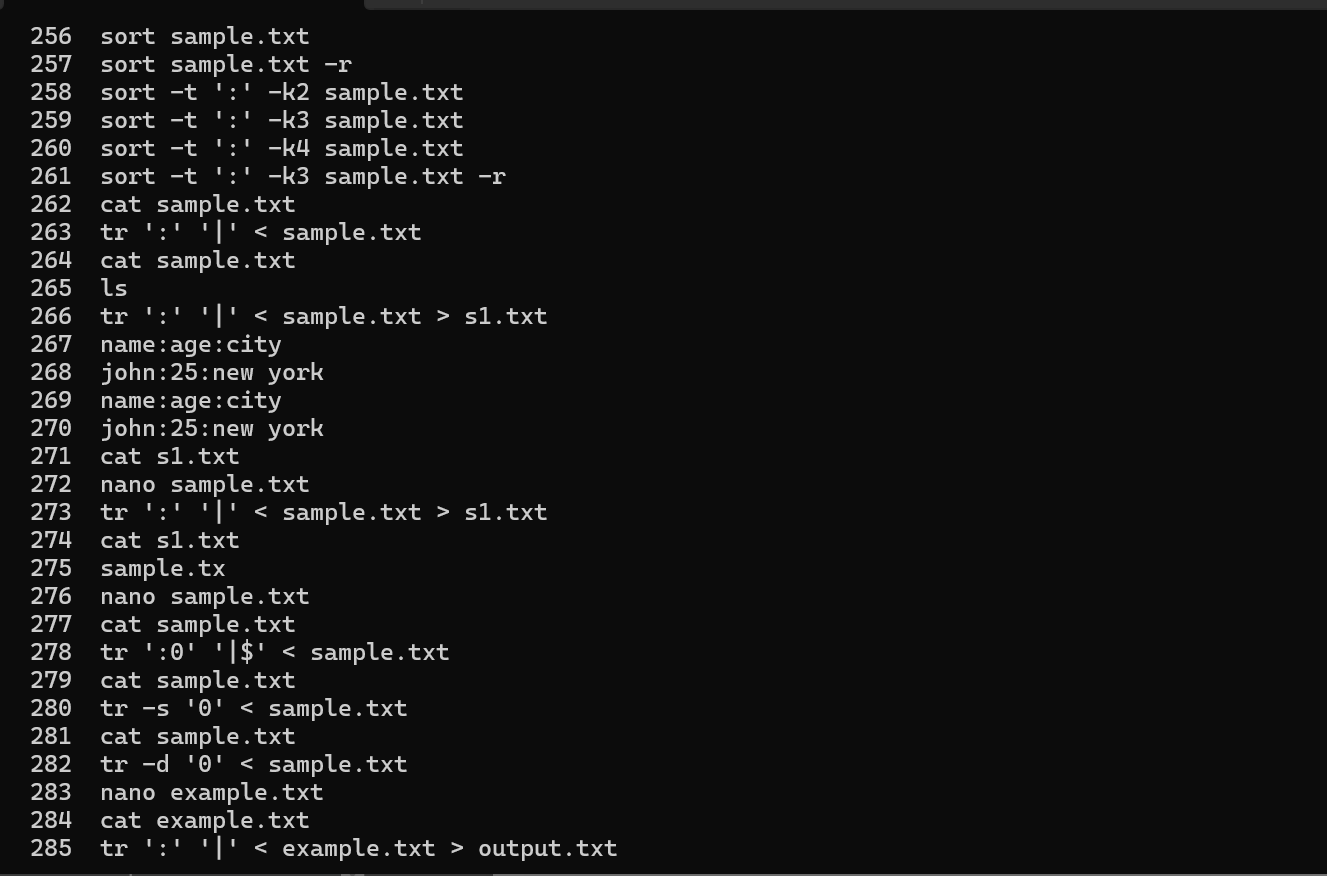 256 sort sample.txt
257 sort sample.txt -r
258 sort -t ':' -k2 sample.txt
259 sort -t ':' -k3 sample.txt
260 sort -t ':' -k4 sample.txt
261 sort -t ':' -k3 sample.txt -r
262 cat sample.txt
263 tr ':' '|' < sample.txt
264 cat sample.txt
265 ls
266 tr ':' '|' < sample.txt > s1.txt
267 name:age:city
268 john:25:new york
269 name:age:city
270 john:25:new york
271 cat s1.txt
272 nano sample.txt
273 tr ':' '|' < sample.txt > s1.txt
274 cat s1.txt
275 sample.tx
276 nano sample.txt
277 cat sample.txt
278 tr ':0' '|$' < sample.txt
279 cat sample.txt
280 tr -s '0' < sample.txt
281 cat sample.txt
282 tr -d '0' < sample.txt
283 nano example.txt
284 cat example.txt
285 tr ':' '|' < example.txt > output.txt